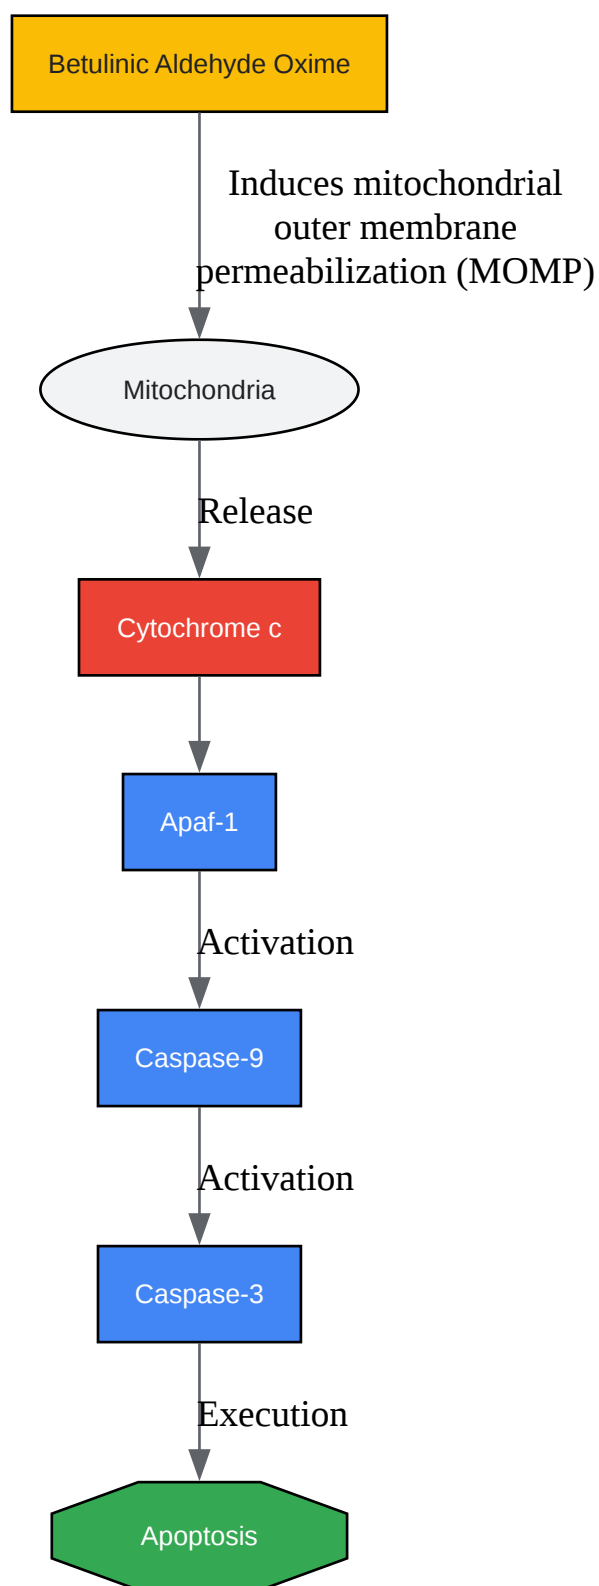 Betulinic Aldehyde Oxime
Induces mitochondrial
outer membrane
permeabilization (MOMP)
Mitochondria
Release
Cytochrome c
Apaf-1
Activation
Caspase-9
Activation
Caspase-3
Execution
Apoptosis